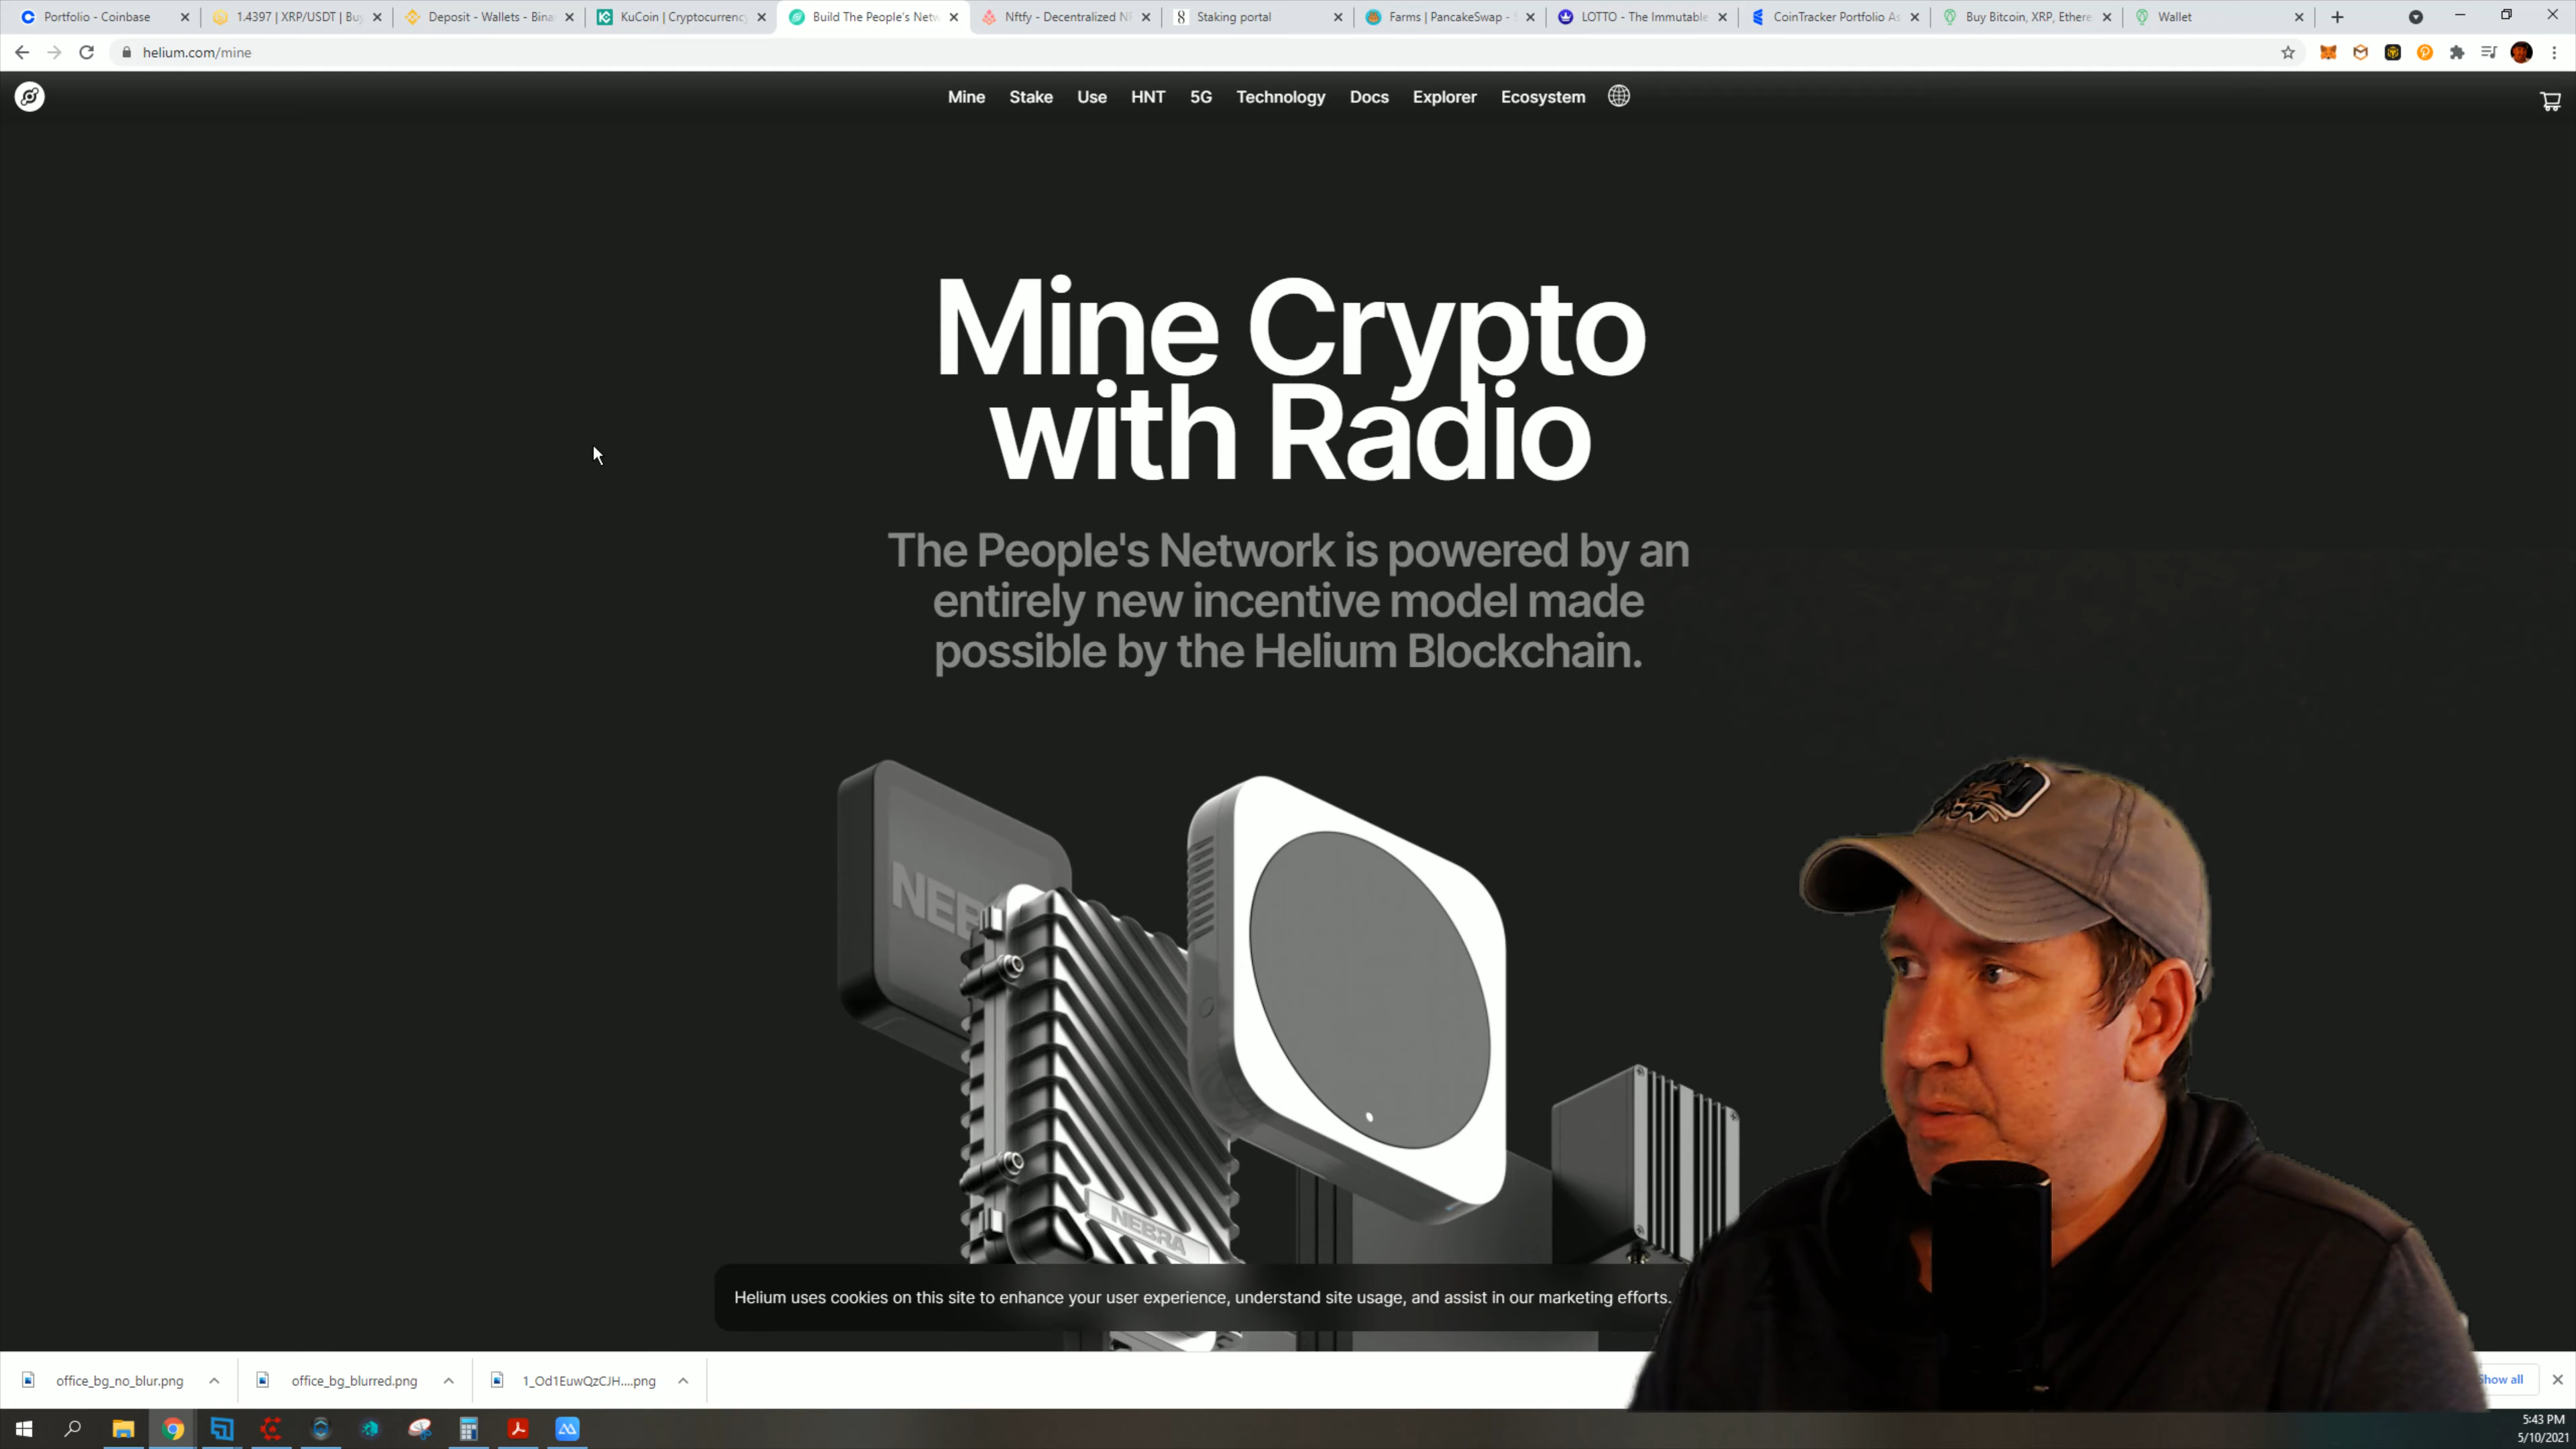 Portfolio - Coinbase
1.4397 | XRP/USDT | Bu
Deposit - Wallets - Bina
KuCoin | Cryptocurrency
Build The People's Netw
Nftfy - Decentralized NF
Staking portal
Farms | PancakeSwap -
LOTTO - The Immutable
CoinTracker Portfolio As
Buy Bitcoin, XRP, Ethere
Wallet
helium.com/mine
Mine Stake Use HNT 5G Technology Docs Explorer Ecosystem
Mine Crypto
with Radio
The People's Network is powered by an
entirely new incentive model made
possible by the Helium Blockchain.
NEBRA
Helium uses cookies on this site to enhance your user experience, understand site usage, and assist in our marketing efforts.
office_bg_no_blur.png
office_bg_blurred.png
1_Od1EuwQzCJH....png
Show all
5:43 PM
5/10/2021